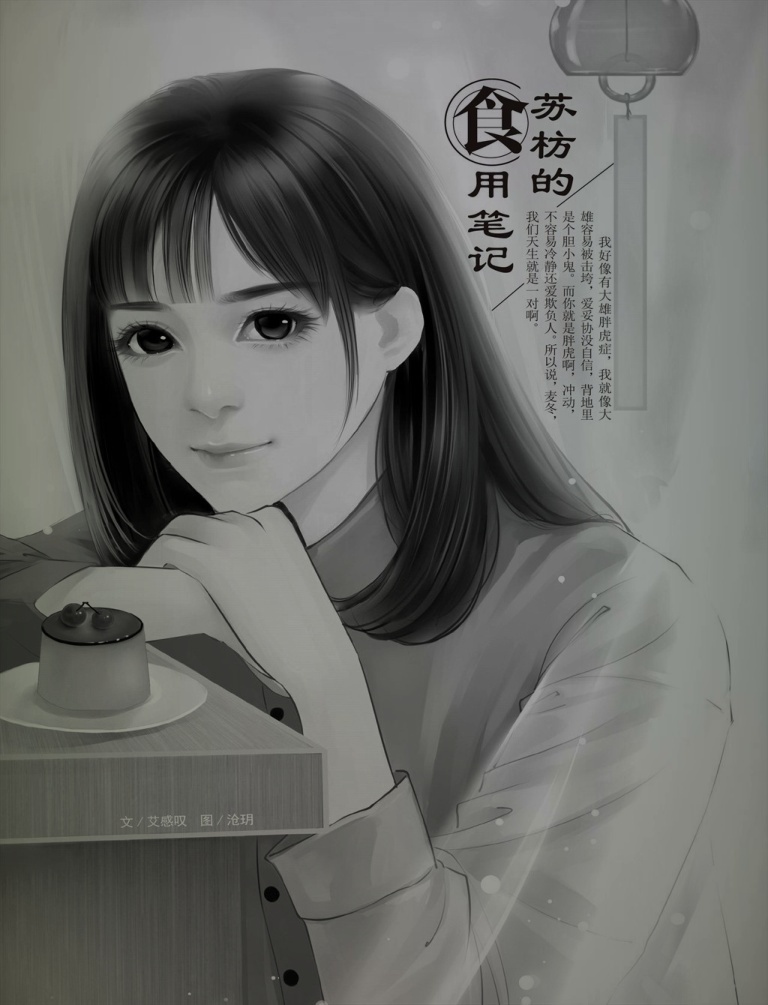 苏枋的
食用笔记
我好像有大雄胖虎症，我就像大
雄容易被击垮，爱妥协没自信，背地里
是个胆小鬼。而你就是胖虎啊，冲动，
不容易冷静还爱欺负人。所以说，麦冬，
我们天生就是一对啊。
文/艾感叹 图/沧玥